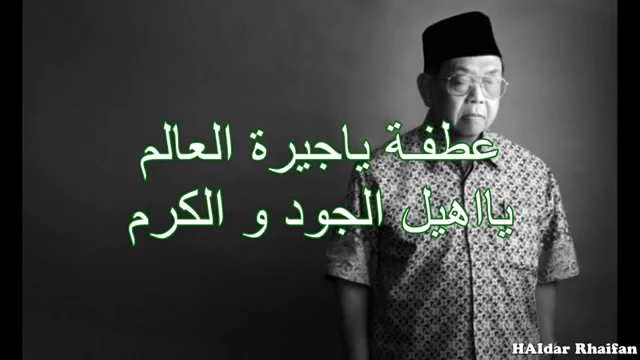 عطفة ياجيرة العالم
يااهيل الجود و الكرم
HAIdar Rhaifan